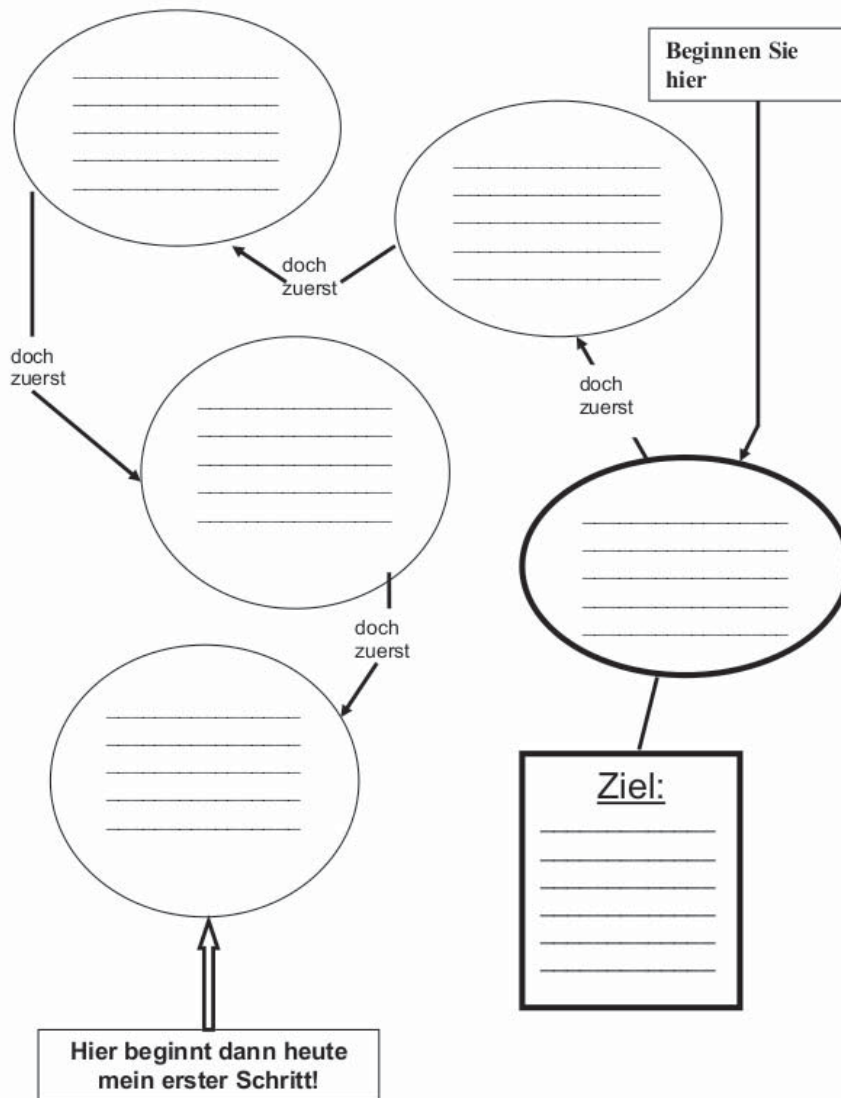 Beginnen Sie
hier
doch
zuerst
doch
zuerst
doch
zuerst
doch
zuerst
Ziel:
Hier beginnt dann heute
mein erster Schritt!